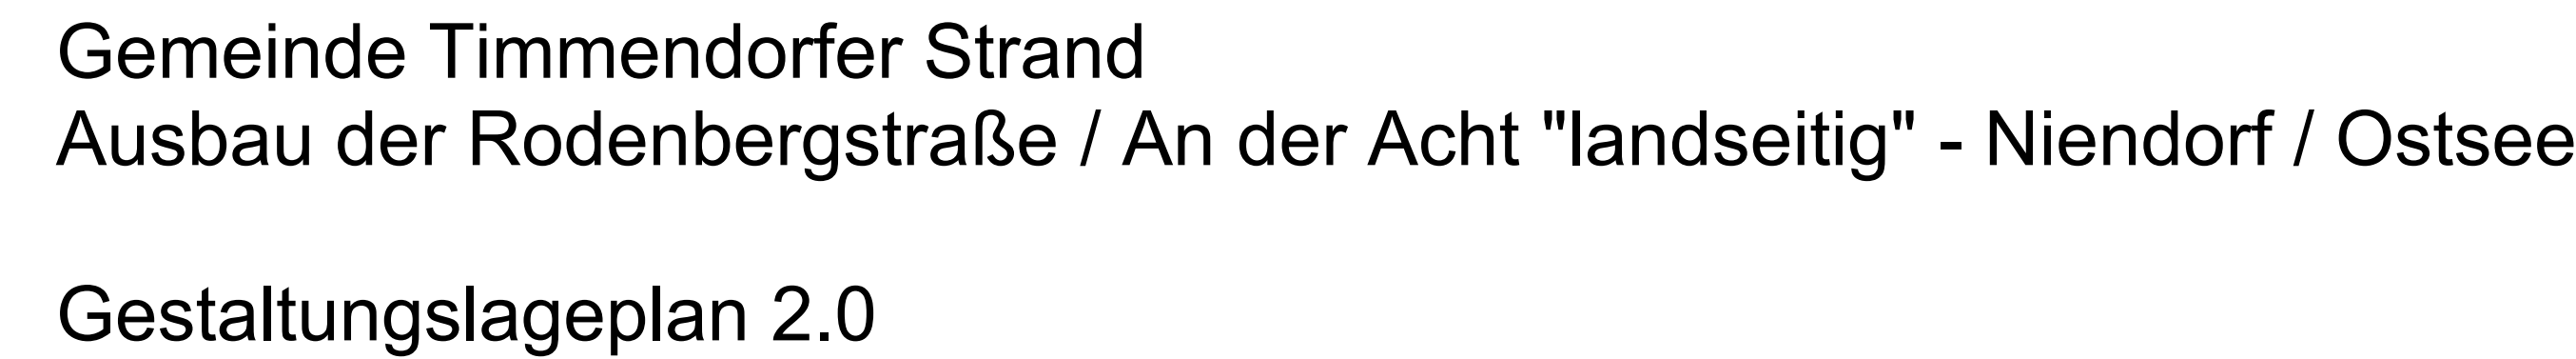 Gemeinde Timmendorfer Strand
Ausbau der Rodenbergstraße / An der Acht "landseitig" - Niendorf / Ostsee
Gestaltungslageplan 2.0